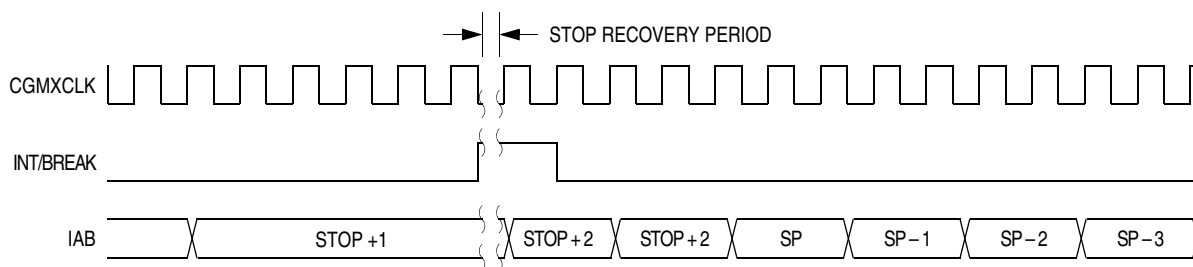 STOP RECOVERY PERIOD
CGMXCLK
INT/BREAK
IAB STOP +1 STOP + 2 STOP + 2 SP SP – 1 SP – 2 SP – 3